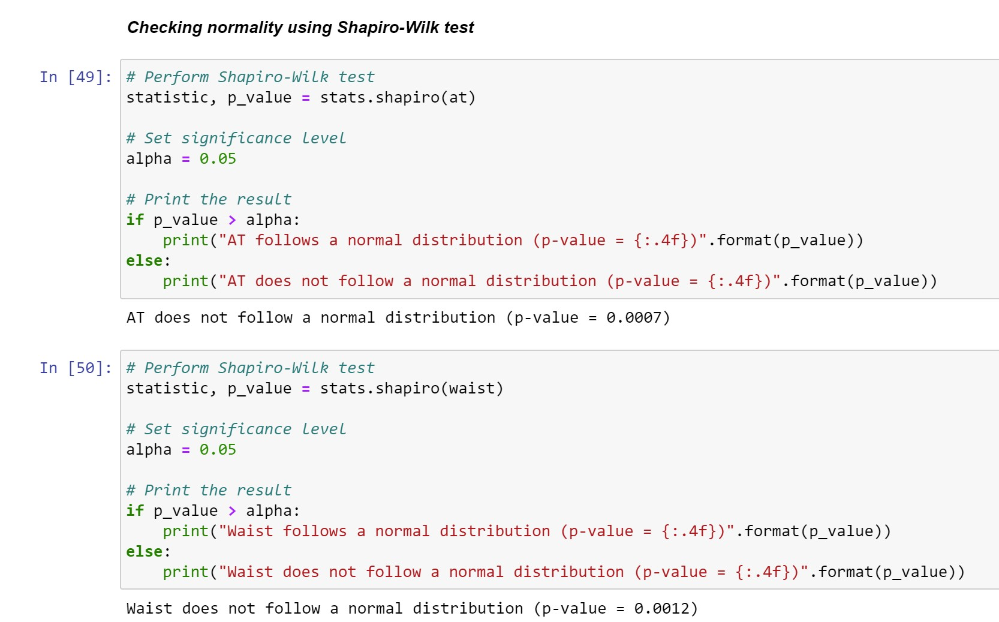 Checking normality using Shapiro-Wilk test
In [49]:
# Perform Shapiro-Wilk test
statistic, p_value = stats.shapiro(at)
# Set significance level
alpha = 0.05
# Print the result
if p_value > alpha:
    print("AT follows a normal distribution (p-value = {:.4f})".format(p_value))
else:
    print("AT does not follow a normal distribution (p-value = {:.4f})".format(p_value))
AT does not follow a normal distribution (p-value = 0.0007)
In [50]:
# Perform Shapiro-Wilk test
statistic, p_value = stats.shapiro(waist)
# Set significance level
alpha = 0.05
# Print the result
if p_value > alpha:
    print("Waist follows a normal distribution (p-value = {:.4f})".format(p_value))
else:
    print("Waist does not follow a normal distribution (p-value = {:.4f})".format(p_value))
Waist does not follow a normal distribution (p-value = 0.0012)